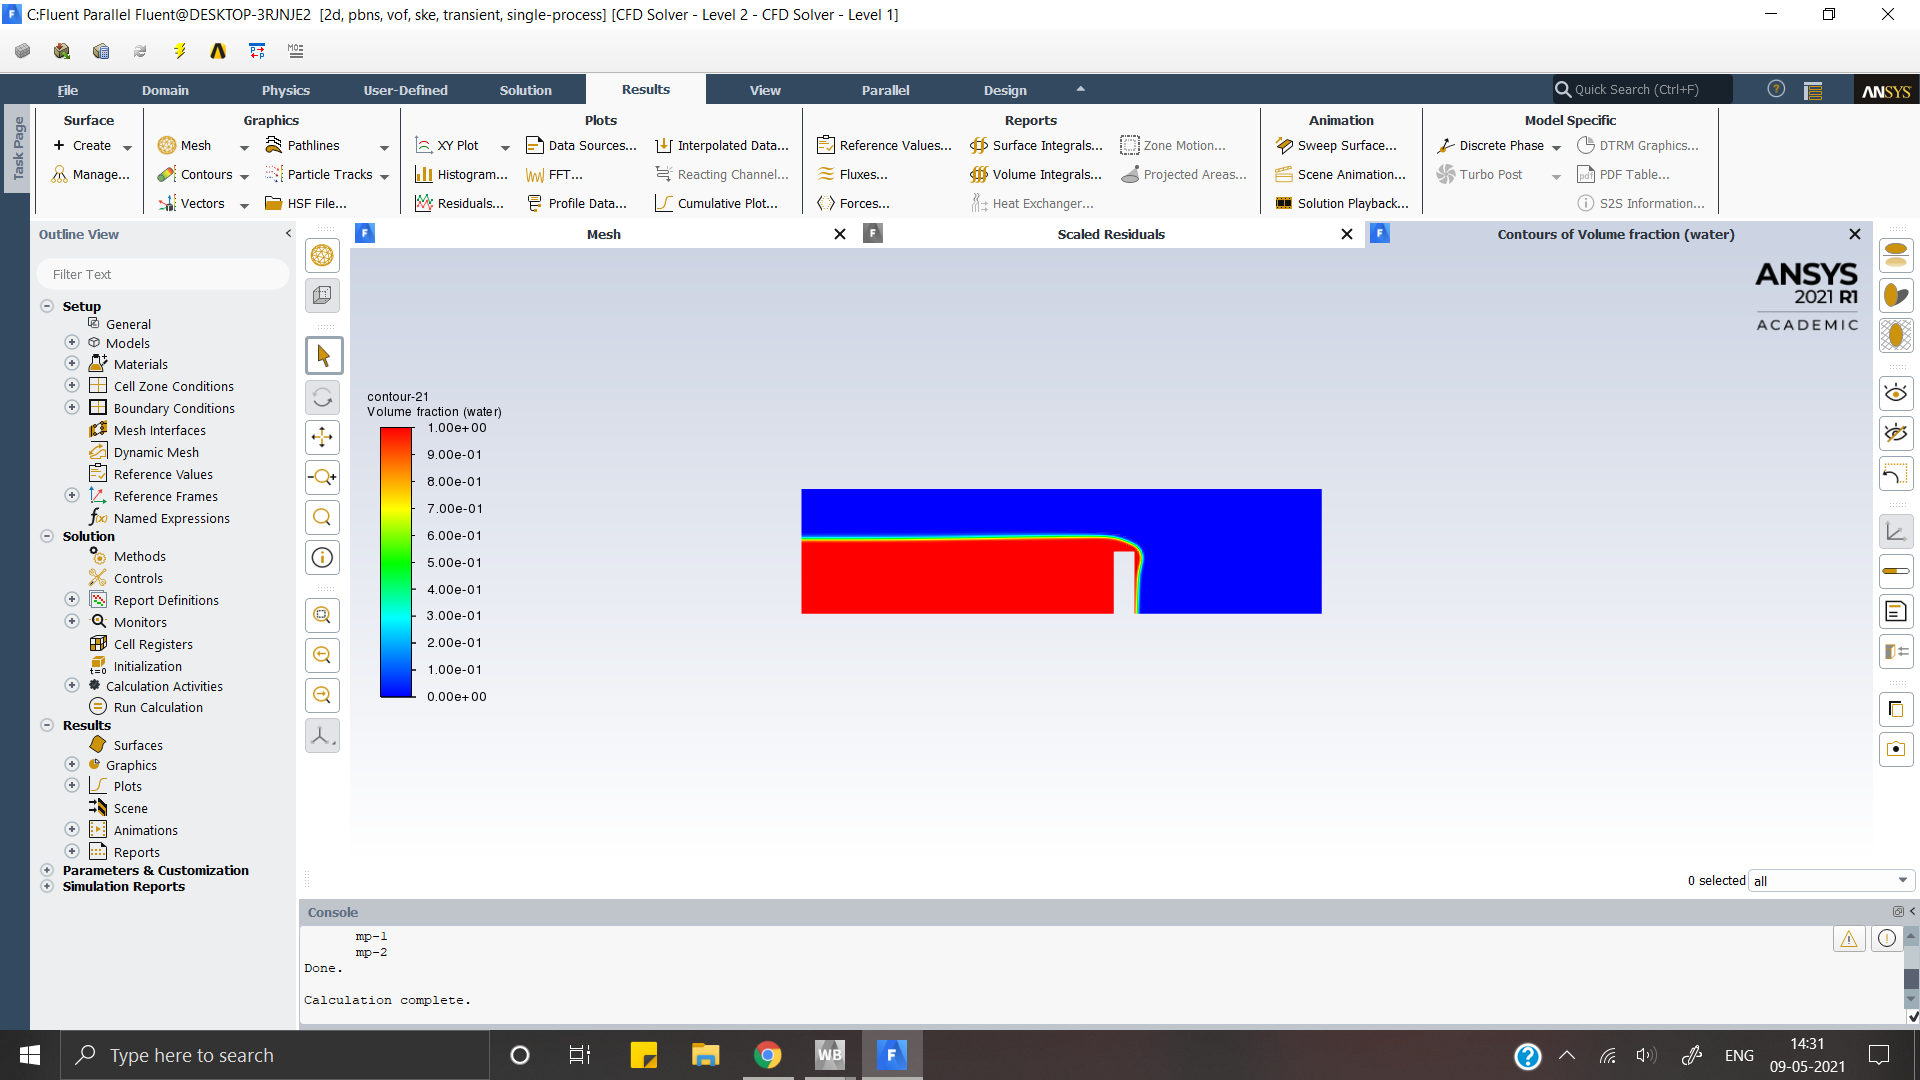 C:Fluent Parallel Fluent@DESKTOP-3RJNJE2 [2d, pbns, vof, ske, transient, single-process] [CFD Solver - Level 2 - CFD Solver - Level 1]
File Domain Physics User-Defined Solution Results View Parallel Design Quick Search (Ctrl+F) ANSYS
Task Page
Surface Graphics Plots Reports Animation Model Specific
Create Mesh Pathlines XY Plot Data Sources... Interpolated Data... Reference Values... Surface Integrals... Zone Motion... Sweep Surface... Discrete Phase DTRM Graphics...
Manage... Contours Particle Tracks Histogram... FFT... Reacting Channel... Fluxes... Volume Integrals... Projected Areas... Scene Animation... Turbo Post PDF Table...
Vectors HSF File... Residuals... Profile Data... Cumulative Plot... Forces... Heat Exchanger... Solution Playback... S2S Information...
Outline View
Filter Text
Setup
General
Models
Materials
Cell Zone Conditions
Boundary Conditions
Mesh Interfaces
Dynamic Mesh
Reference Values
Reference Frames
Named Expressions
Solution
Methods
Controls
Report Definitions
Monitors
Cell Registers
Initialization
Calculation Activities
Run Calculation
Results
Surfaces
Graphics
Plots
Scene
Animations
Reports
Parameters & Customization
Simulation Reports
Mesh Scaled Residuals Contours of Volume fraction (water)
ANSYS
2021 R1
ACADEMIC
contour-21
Volume fraction (water)
1.00e+00
9.00e-01
8.00e-01
7.00e-01
6.00e-01
5.00e-01
4.00e-01
3.00e-01
2.00e-01
1.00e-01
0.00e+00
0 selected all
Console
mp-1
mp-2
Done.
Calculation complete.
Type here to search
WB
F
ENG
14:31
09-05-2021